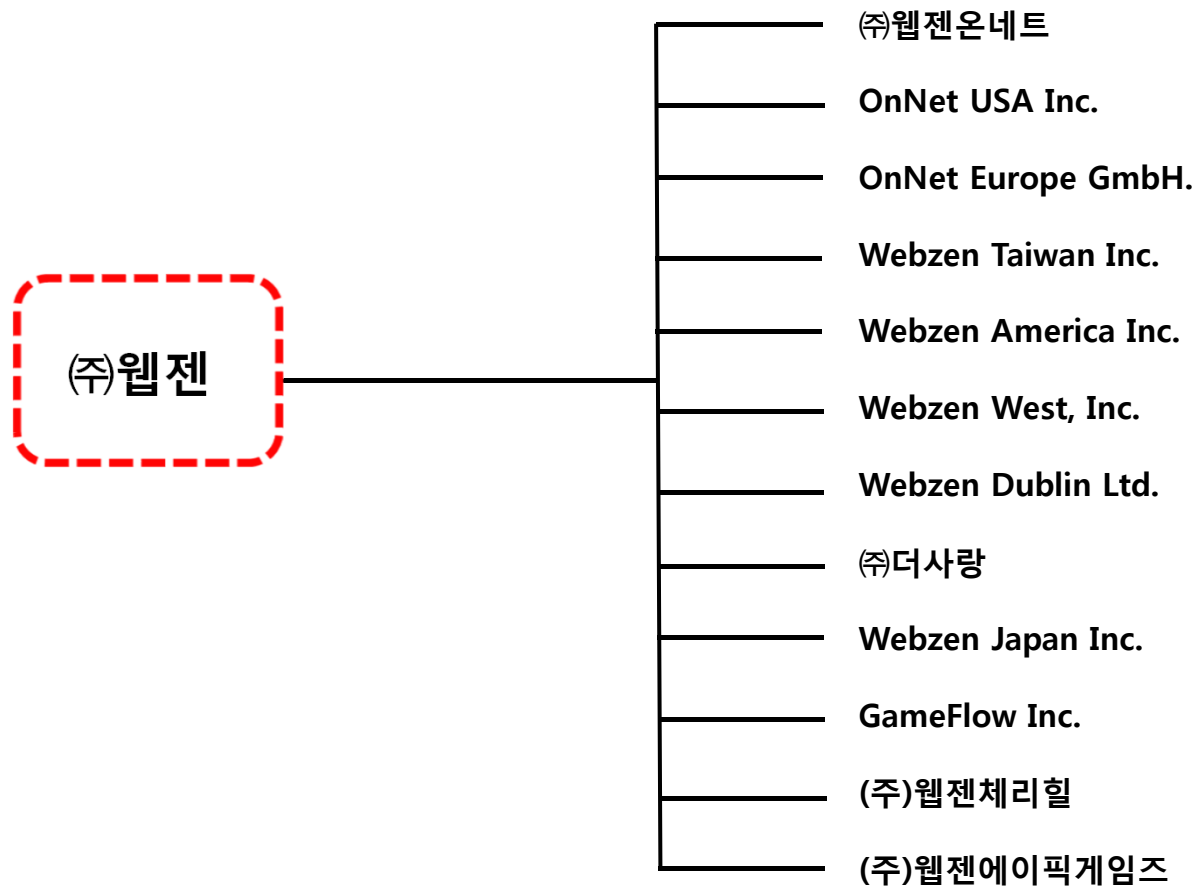 ㈜웹젠
㈜웹젠온네트
OnNet USA Inc.
OnNet Europe GmbH.
Webzen Taiwan Inc.
Webzen America Inc.
Webzen West, Inc.
Webzen Dublin Ltd.
㈜더사랑
Webzen Japan Inc.
GameFlow Inc.
(주)웹젠체리힐
(주)웹젠에이픽게임즈